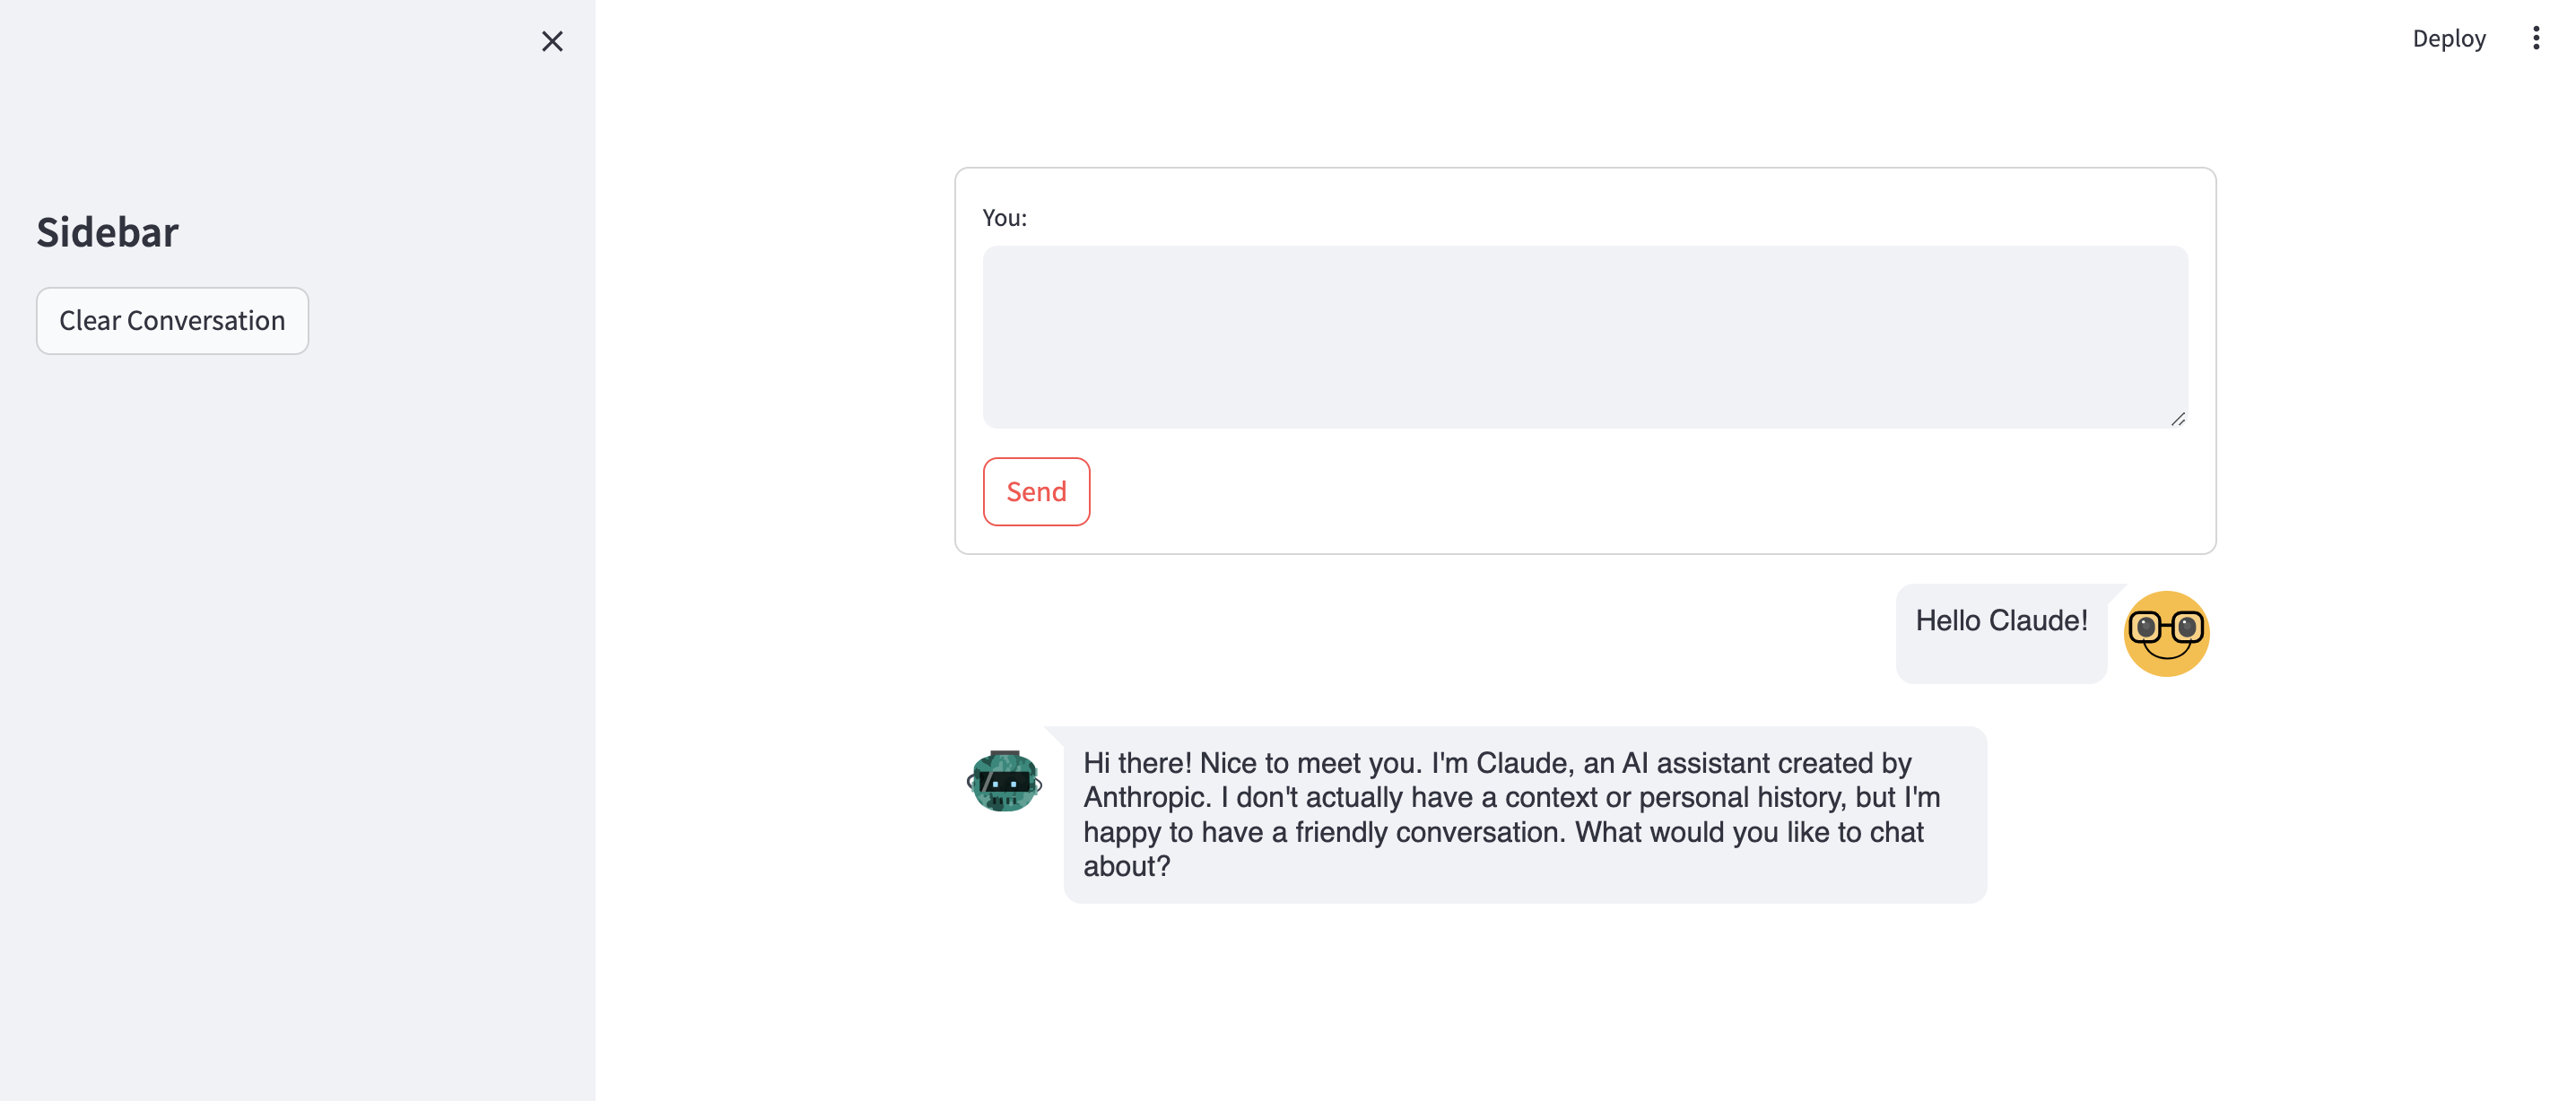 Deploy
Sidebar
Clear Conversation
You:
Send
Hello Claude!
Hi there! Nice to meet you. I'm Claude, an AI assistant created by
Anthropic. I don't actually have a context or personal history, but I'm
happy to have a friendly conversation. What would you like to chat
about?